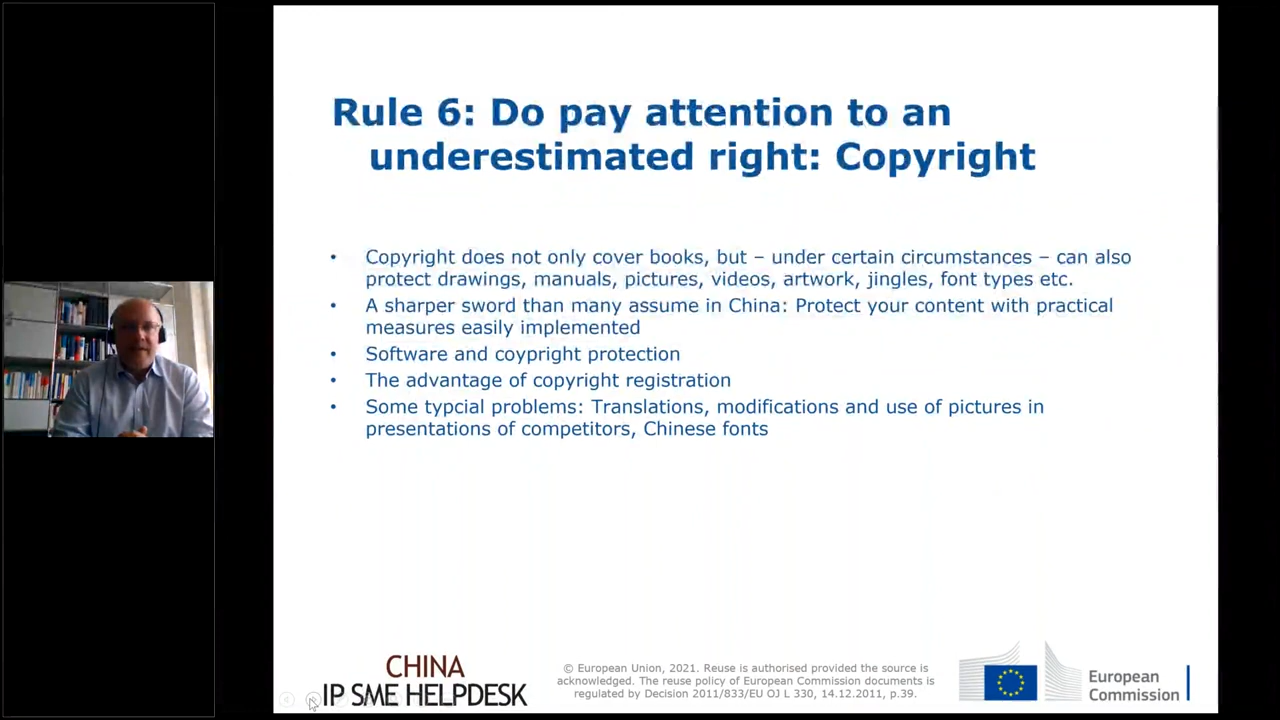 Rule 6: Do pay attention to an
underestimated right: Copyright
• Copyright does not only cover books, but – under certain circumstances – can also
protect drawings, manuals, pictures, videos, artwork, jingles, font types etc.
• A sharper sword than many assume in China: Protect your content with practical
measures easily implemented
• Software and coypright protection
• The advantage of copyright registration
• Some typcial problems: Translations, modifications and use of pictures in
presentations of competitors, Chinese fonts
CHINA
IP SME HELPDESK
© European Union, 2021. Reuse is authorised provided the source is
acknowledged. The reuse policy of European Commission documents is
regulated by Decision 2011/833/EU OJ L 330, 14.12.2011, p.39.
European
Commission